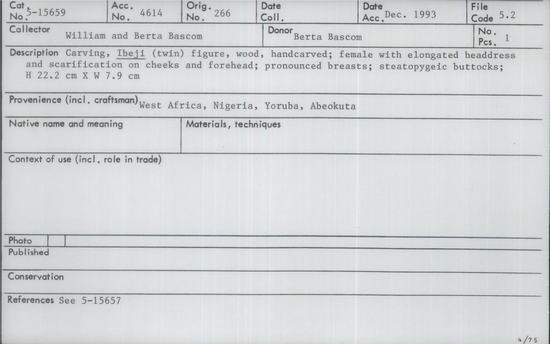 Cat. No. 5-15659 Acc. No. 4614 Orig. No. 266 Date Coll. Date Acc. Dec. 1993 File Code 5.2
Collector William and Berta Bascom Donor Berta Bascom No. Pcs. 1
Description Carving, Ibeji (twin) figure, wood, handcarved; female with elongated headdress
and scarification on cheeks and forehead; pronounced breasts; steatopygeic buttocks;
H 22.2 cm X W 7.9 cm
Provenience (incl. craftsman) West Africa, Nigeria, Yoruba, Abeokuta
Native name and meaning Materials, techniques
Context of use (incl. role in trade)
Photo
Published
Conservation
References See 5-15657
4/75